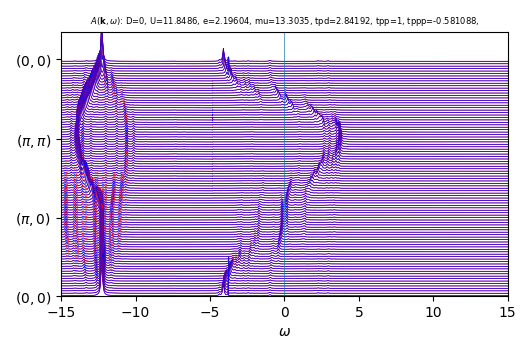 A(k,ω): D=0, U=11.8486, e=2.19604, mu=13.3035, tpd=2.84192, tpp=1, tppp=-0.581088,
(0, 0)
(π, π)
(π, 0)
(0, 0)
−15 −10 −5 0 5 10 15
ω